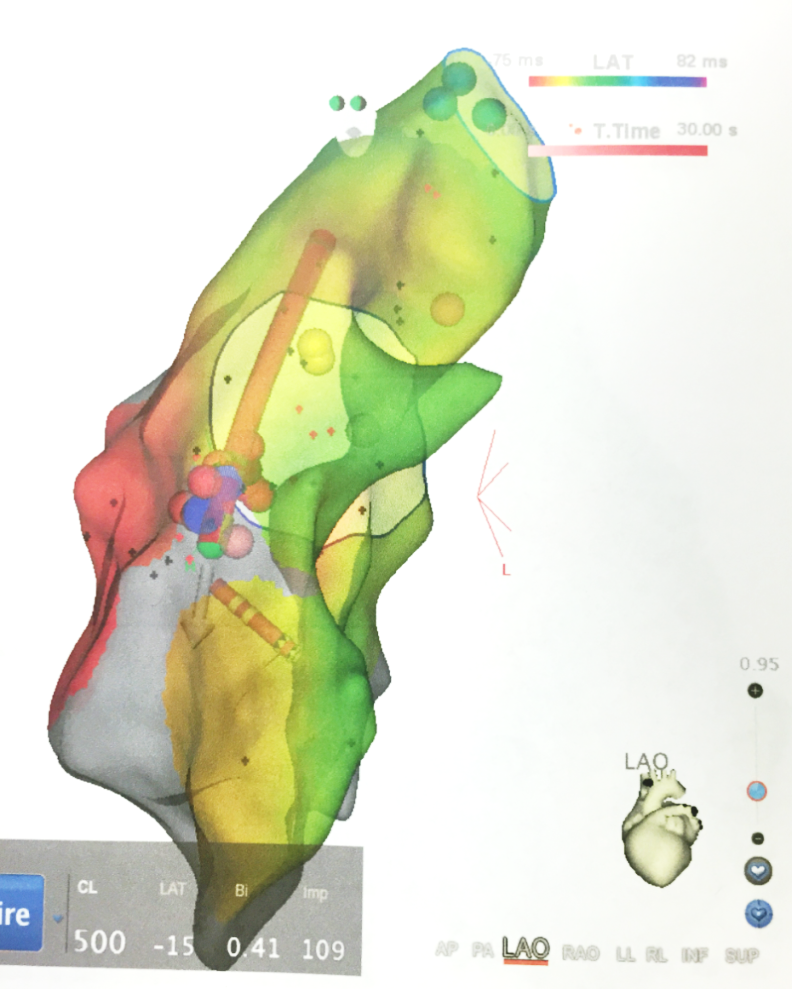 75 ms LAT 82 ms
T.Time 30.00 s
L
0.95
LAO
ire
CL LAT Bi Imp
500 -15 0.41 109
AP PA LAO RAO LL RL INF SUP